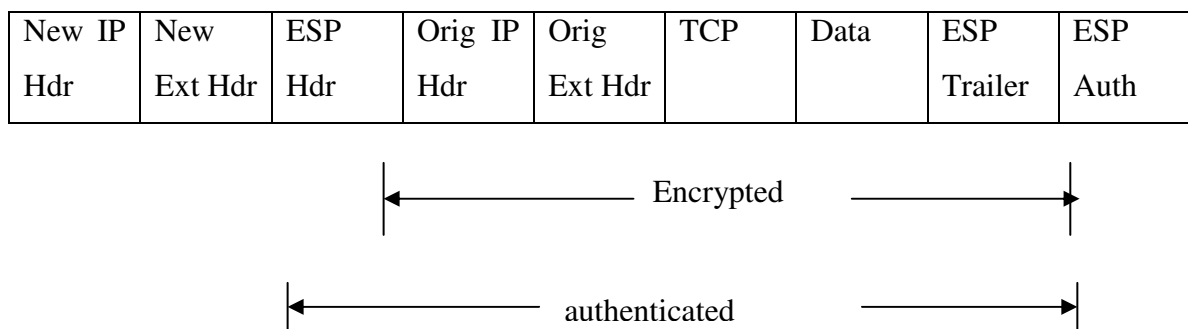 New IP New ESP Orig IP Orig TCP Data ESP ESP
Hdr Ext Hdr Hdr Hdr Ext Hdr Trailer Auth
Encrypted
authenticated